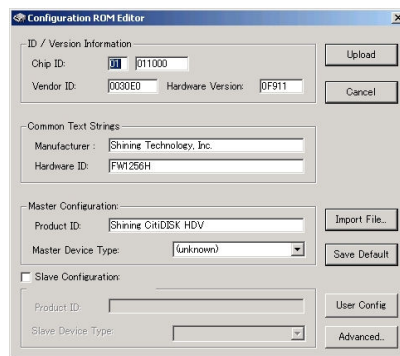 Configuration ROM Editor
ID / Version Information
Chip ID: 01 011000
Vendor ID: 0030E0 Hardware Version: 0F911
Upload
Cancel
Common Text Strings
Manufacturer : Shining Technology, Inc.
Hardware ID: FW1256H
Master Configuration:
Product ID: Shining CitiDISK HDV
Master Device Type: (unknown)
Import File...
Save Default
Slave Configuration:
Product ID:
Slave Device Type:
User Config
Advanced...